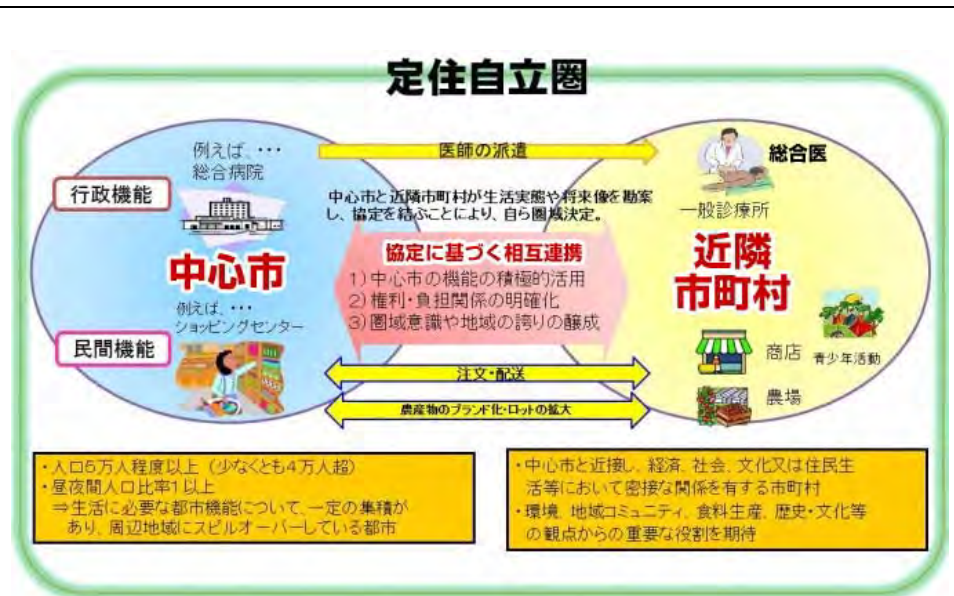 定住自立圏
例えば、・・・
総合病院
行政機能
中心市
例えば、・・・
ショッピングセンター
民間機能
医師の派遣
中心市と近隣市町村が生活実態や将来像を勘案
し、協定を結ぶことにより、自ら圏域決定。
協定に基づく相互連携
1)中心市の機能の積極的活用
2)権利・負担関係の明確化
3)圏域意識や地域の誇りの醸成
注文・配送
農産物のブランド化・ロットの拡大
総合医
一般診療所
近隣
市町村
商店
青少年活動
農場
・人口5万人程度以上（少なくとも4万人超）
・昼夜間人口比率1以上
⇒生活に必要な都市機能について、一定の集積が
あり、周辺地域にスピルオーバーしている都市
・中心市と近接し、経済、社会、文化又は住民生
活等において密接な関係を有する市町村
・環境、地域コミュニティ、食料生産、歴史・文化等
の観点からの重要な役割を期待